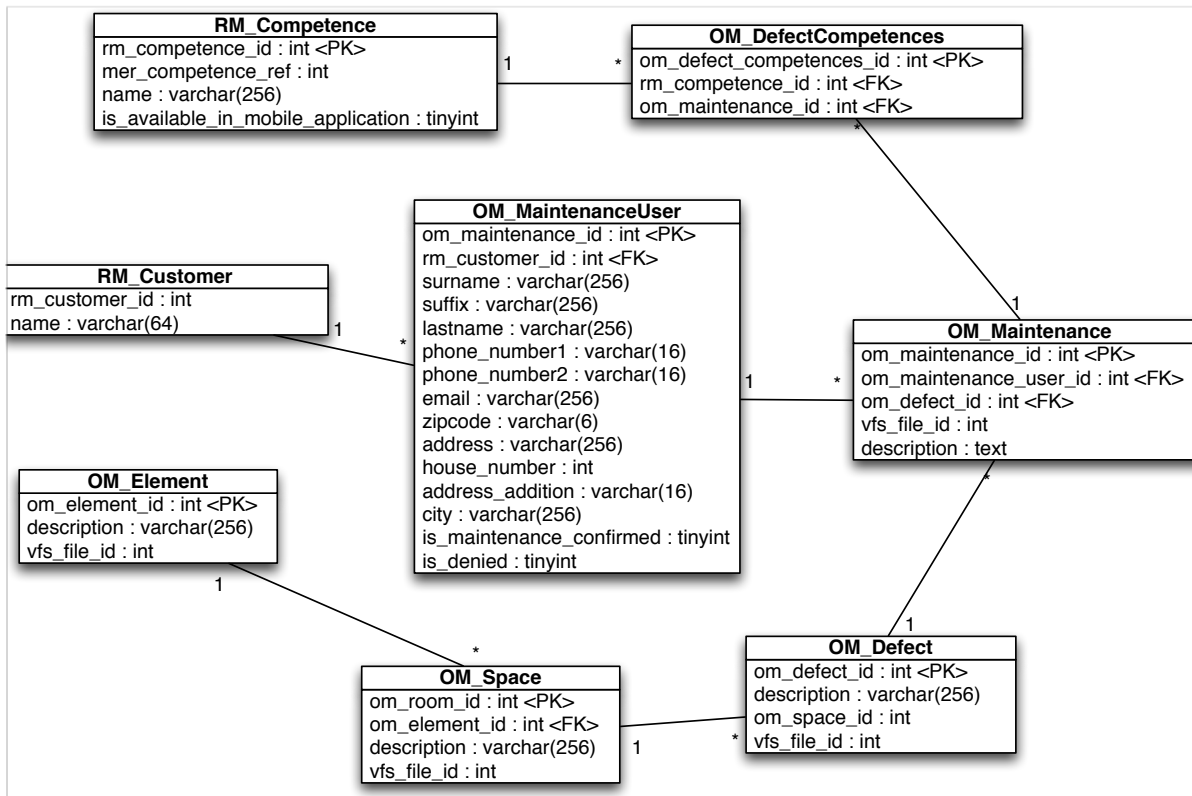 RM_Competence
rm_competence_id : int <PK>
mer_competence_ref : int
name : varchar(256)
is_available_in_mobile_application : tinyint
1
*
OM_DefectCompetences
om_defect_competences_id : int <PK>
rm_competence_id : int <FK>
om_maintenance_id : int <FK>
*
1
OM_MaintenanceUser
om_maintenance_id : int <PK>
rm_customer_id : int <FK>
surname : varchar(256)
suffix : varchar(256)
lastname : varchar(256)
phone_number1 : varchar(16)
phone_number2 : varchar(16)
email : varchar(256)
zipcode : varchar(6)
address : varchar(256)
house_number : int
address_addition : varchar(16)
city : varchar(256)
is_maintenance_confirmed : tinyint
is_denied : tinyint
RM_Customer
rm_customer_id : int
name : varchar(64)
1
*
1
*
OM_Maintenance
om_maintenance_id : int <PK>
om_maintenance_user_id : int <FK>
om_defect_id : int <FK>
vfs_file_id : int
description : text
*
1
OM_Element
om_element_id : int <PK>
description : varchar(256)
vfs_file_id : int
1
*
OM_Space
om_room_id : int <PK>
om_element_id : int <FK>
description : varchar(256)
vfs_file_id : int
1
*
OM_Defect
om_defect_id : int <PK>
description : varchar(256)
om_space_id : int
vfs_file_id : int